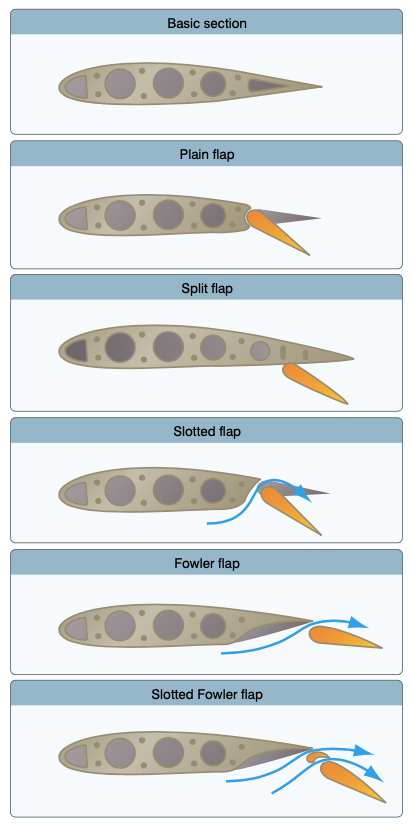 Basic section
Plain flap
Split flap
Slotted flap
Fowler flap
Slotted Fowler flap